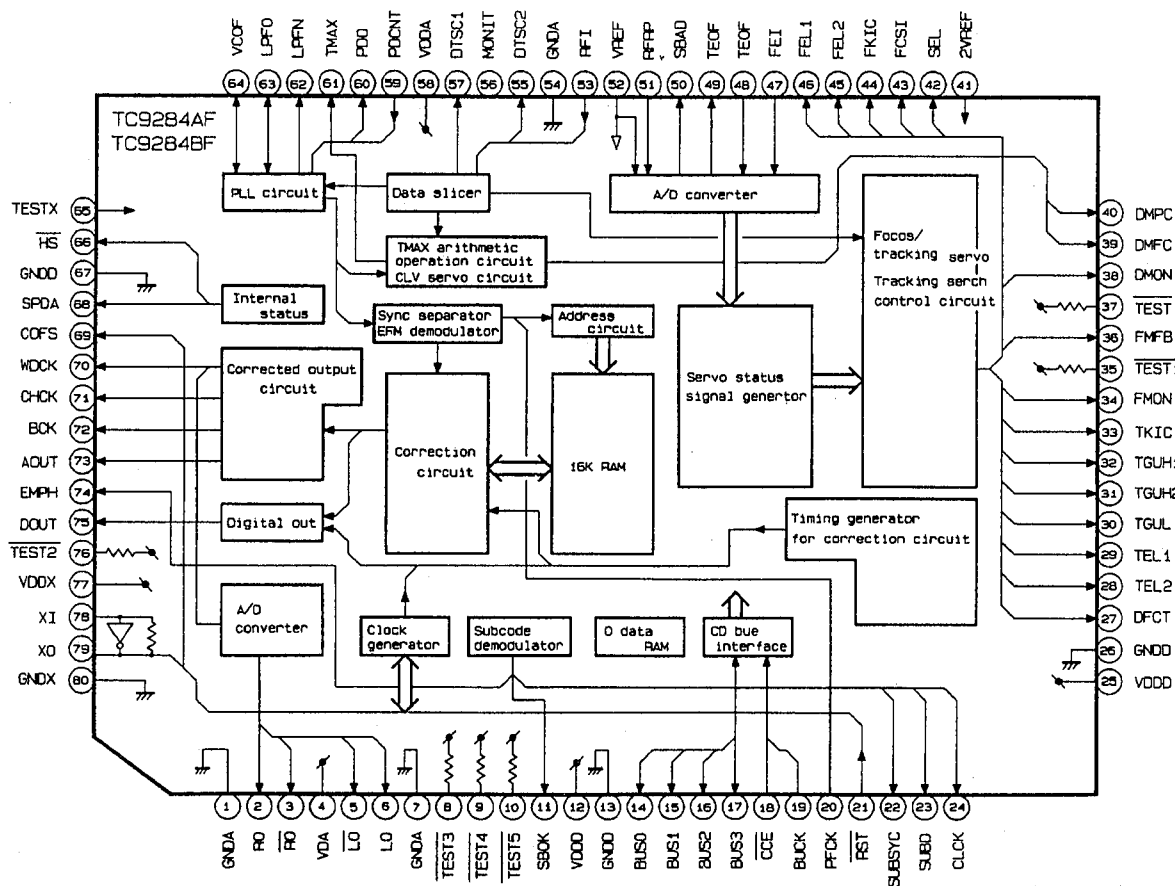 VCOF
LPFO
LPFN
TMAX
PDO
PDCNT
VDDA
DTSC1
MONIT
DTSC2
GNDA
RFI
VREF
RFRP
SBAD
TEOF
TEOF
FEI
FEL1
FEL2
FKIC
FCSI
SEL
2VREF
64 63 62 61 60 59 58 57 56 55 54 53 52 51 50 49 48 47 46 45 44 43 42 41
TC9284AF
TC9284BF
TESTX 65
HS 66
GNDD 67
SPDA 68
COFS 69
WDCK 70
CHCK 71
BCK 72
AOUT 73
EMPH 74
DOUT 75
TEST2 76
VDDX 77
XI 78
XO 79
GNDX 80
PLL circuit
Data slicer
A/D converter
TMAX arithmetic
operation circuit
CLV servo circuit
Focos/
tracking servo
Tracking serch
control circuit
Internal
status
Sync separator
EFM demodulator
Address
circuit
Corrected output
circuit
Servo status
signal genertor
Correction
circuit
16K RAM
Digital out
Timing generator
for correction circuit
A/D
converter
Clock
generator
Subcode
demodulator
O data
RAM
CD bue
interface
40 DMPC
39 DMFC
38 DMON
37 TEST
36 FMFB
35 TEST1
34 FMON
33 TKIC
32 TGUH1
31 TGUH2
30 TGUL
29 TEL1
28 TEL2
27 DFCT
26 GNDD
25 VDDD
1 2 3 4 5 6 7 8 9 10 11 12 13 14 15 16 17 18 19 20 21 22 23 24
GNDA
RO
RO
VDA
LO
LO
GNDA
TEST3
TEST4
TEST5
SBOK
VDDD
GNDD
BUS0
BUS1
BUS2
BUS3
CCE
BUCK
PFCK
RST
SUBSYC
SUBD
CLCK